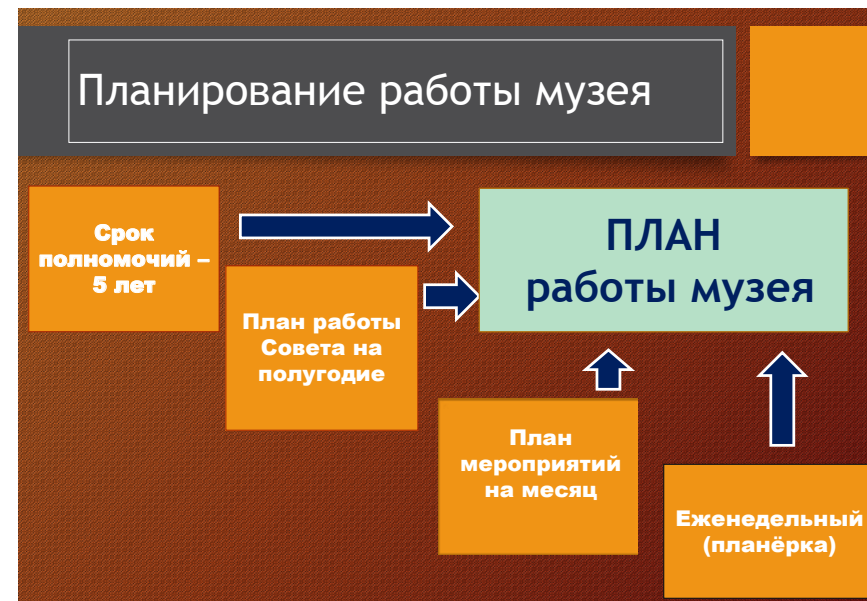 Планирование работы музея
Срок
полномочий –
5 лет
ПЛАН
работы музея
План работы
Совета на
полугодие
План
мероприятий
на месяц
Еженедельный
(планёрка)